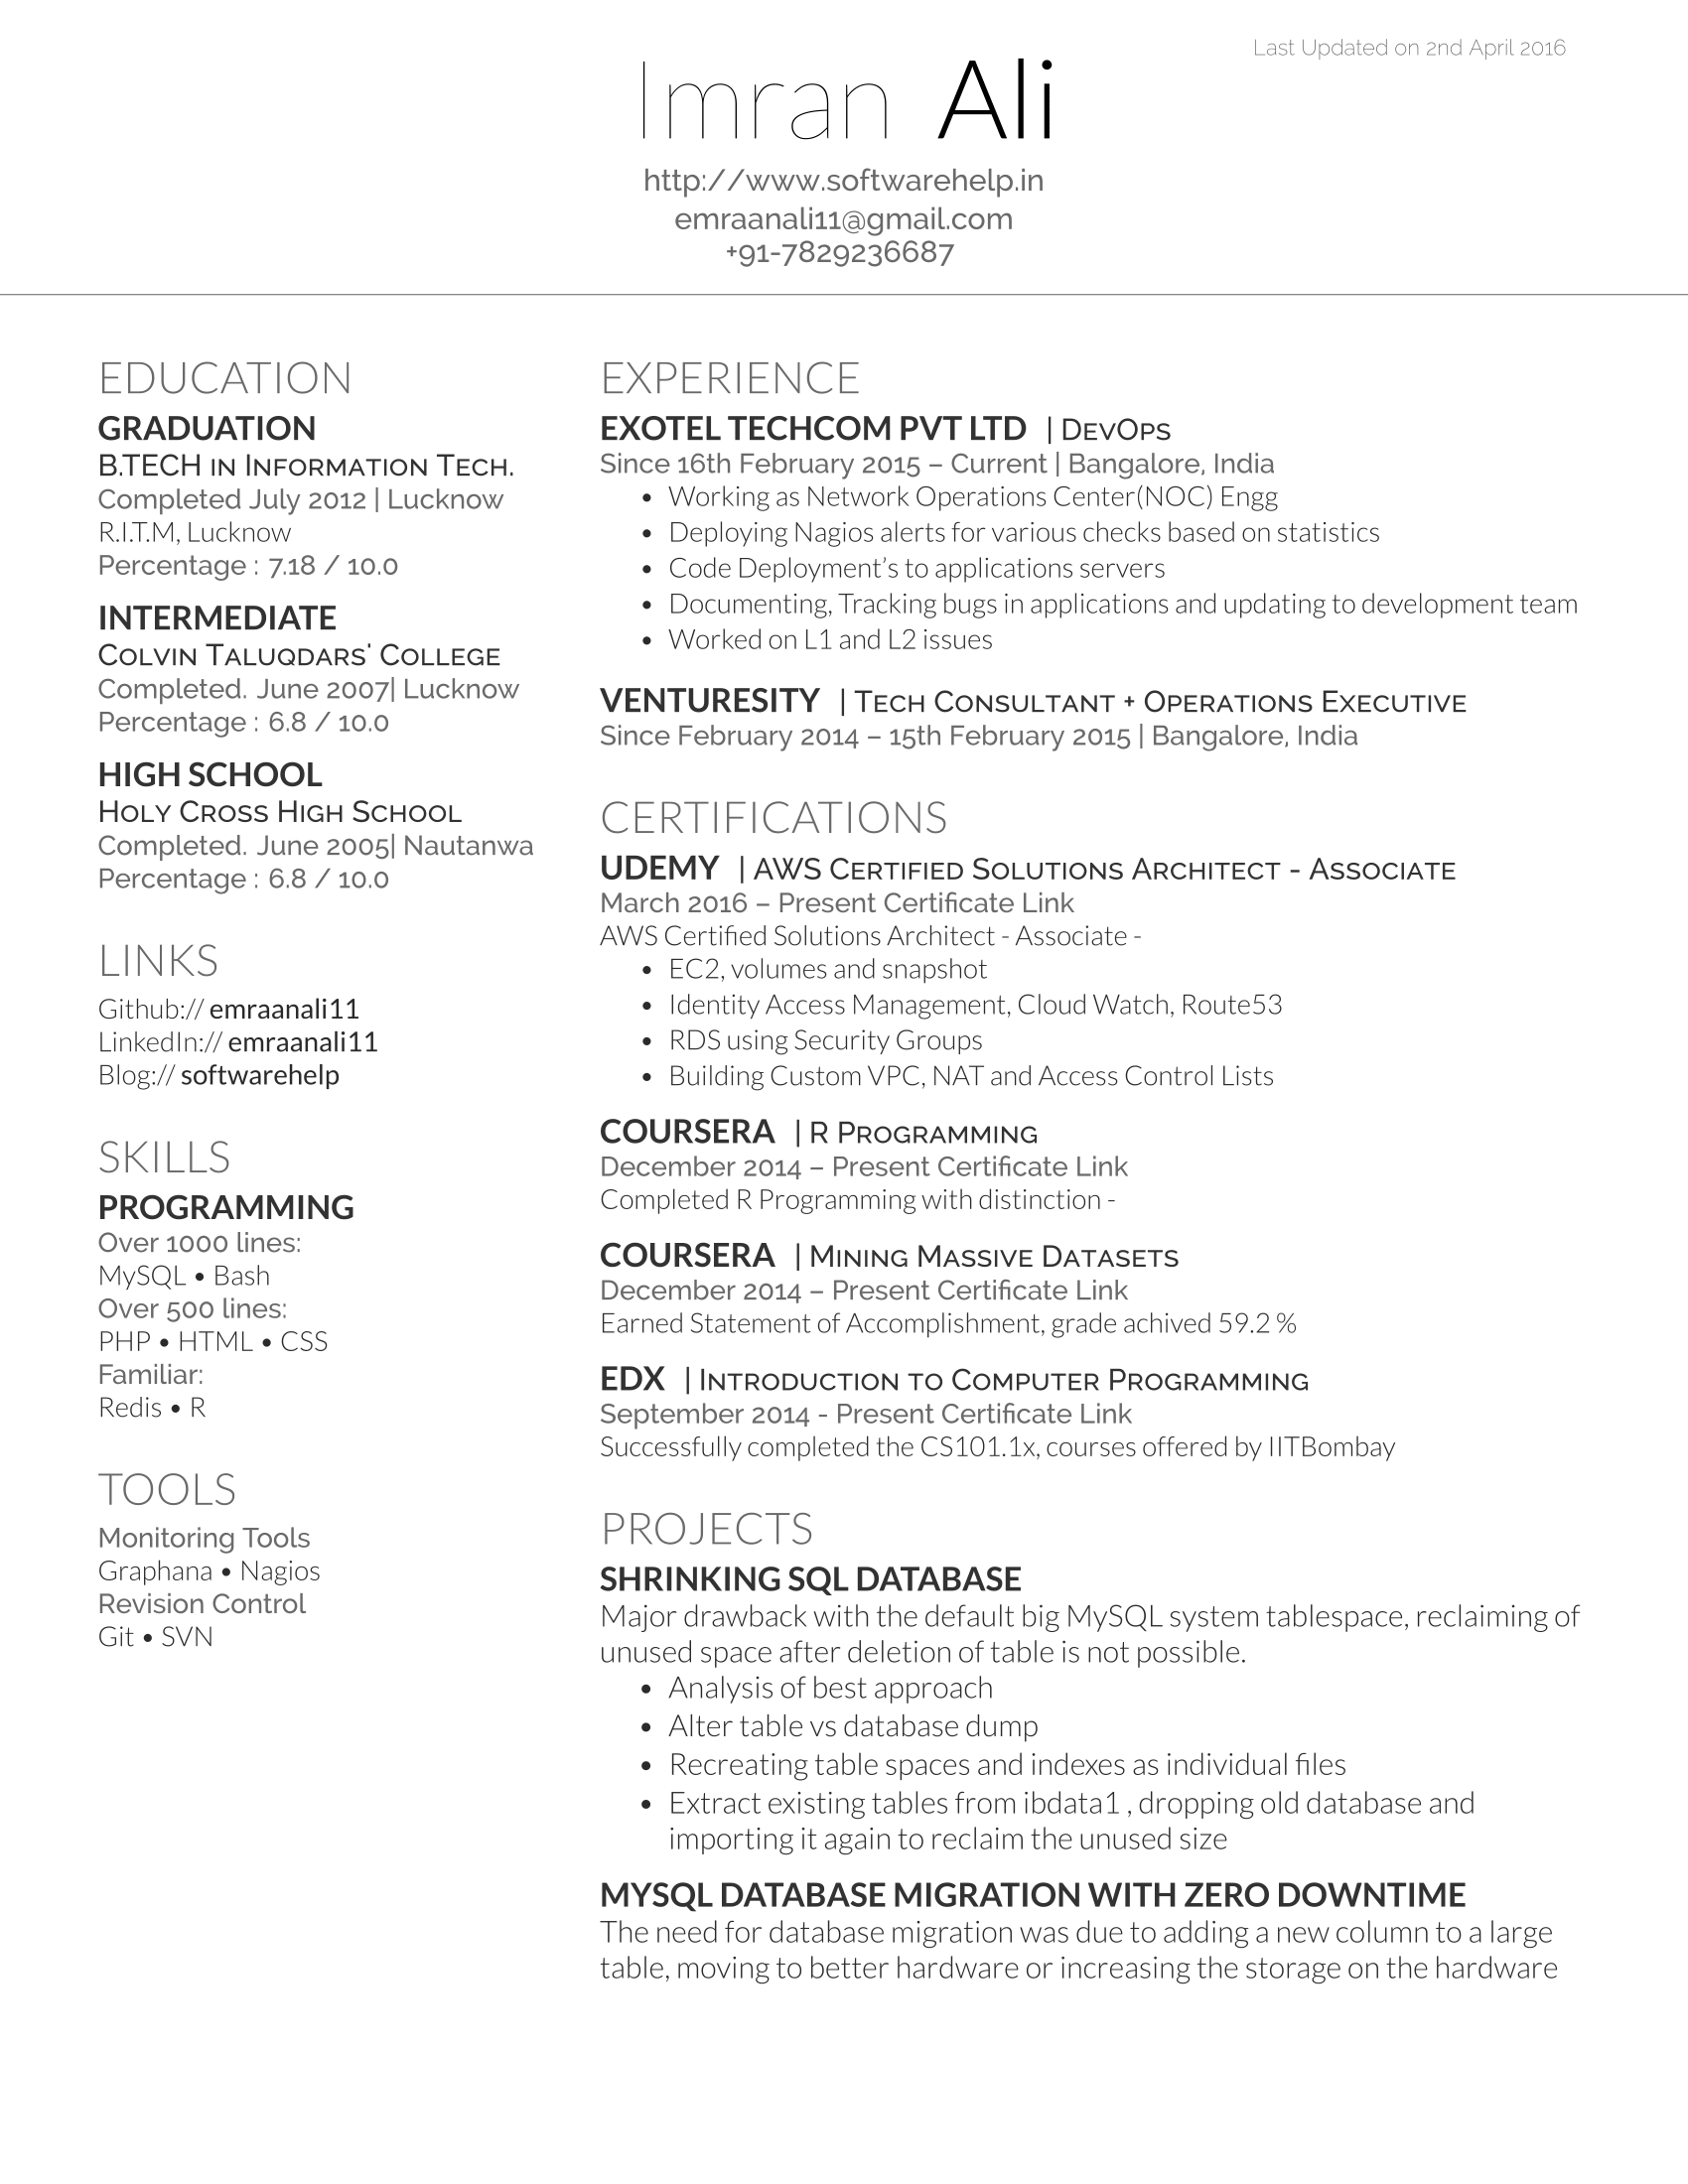 Last Updated on 2nd April 2016
Imran Ali
http://www.softwarehelp.in
emraanali11@gmail.com
+91-7829236687
EDUCATION
GRADUATION
B.TECH IN INFORMATION TECH.
Completed July 2012 | Lucknow
R.I.T.M, Lucknow
Percentage : 7.18 / 10.0
INTERMEDIATE
COLVIN TALUQDARS' COLLEGE
Completed. June 2007| Lucknow
Percentage : 6.8 / 10.0
HIGH SCHOOL
HOLY CROSS HIGH SCHOOL
Completed. June 2005| Nautanwa
Percentage : 6.8 / 10.0
LINKS
Github:// emraanali11
LinkedIn:// emraanali11
Blog:// softwarehelp
SKILLS
PROGRAMMING
Over 1000 lines:
MySQL • Bash
Over 500 lines:
PHP • HTML • CSS
Familiar:
Redis • R
TOOLS
Monitoring Tools
Graphana • Nagios
Revision Control
Git • SVN
EXPERIENCE
EXOTEL TECHCOM PVT LTD | DEVOPS
Since 16th February 2015 – Current | Bangalore, India
• Working as Network Operations Center(NOC) Engg
• Deploying Nagios alerts for various checks based on statistics
• Code Deployment’s to applications servers
• Documenting, Tracking bugs in applications and updating to development team
• Worked on L1 and L2 issues
VENTURESITY | TECH CONSULTANT + OPERATIONS EXECUTIVE
Since February 2014 – 15th February 2015 | Bangalore, India
CERTIFICATIONS
UDEMY | AWS CERTIFIED SOLUTIONS ARCHITECT - ASSOCIATE
March 2016 – Present Certificate Link
AWS Certified Solutions Architect - Associate -
• EC2, volumes and snapshot
• Identity Access Management, Cloud Watch, Route53
• RDS using Security Groups
• Building Custom VPC, NAT and Access Control Lists
COURSERA | R PROGRAMMING
December 2014 – Present Certificate Link
Completed R Programming with distinction -
COURSERA | MINING MASSIVE DATASETS
December 2014 – Present Certificate Link
Earned Statement of Accomplishment, grade achived 59.2 %
EDX | INTRODUCTION TO COMPUTER PROGRAMMING
September 2014 - Present Certificate Link
Successfully completed the CS101.1x, courses offered by IITBombay
PROJECTS
SHRINKING SQL DATABASE
Major drawback with the default big MySQL system tablespace, reclaiming of
unused space after deletion of table is not possible.
• Analysis of best approach
• Alter table vs database dump
• Recreating table spaces and indexes as individual files
• Extract existing tables from ibdata1 , dropping old database and
importing it again to reclaim the unused size
MYSQL DATABASE MIGRATION WITH ZERO DOWNTIME
The need for database migration was due to adding a new column to a large
table, moving to better hardware or increasing the storage on the hardware